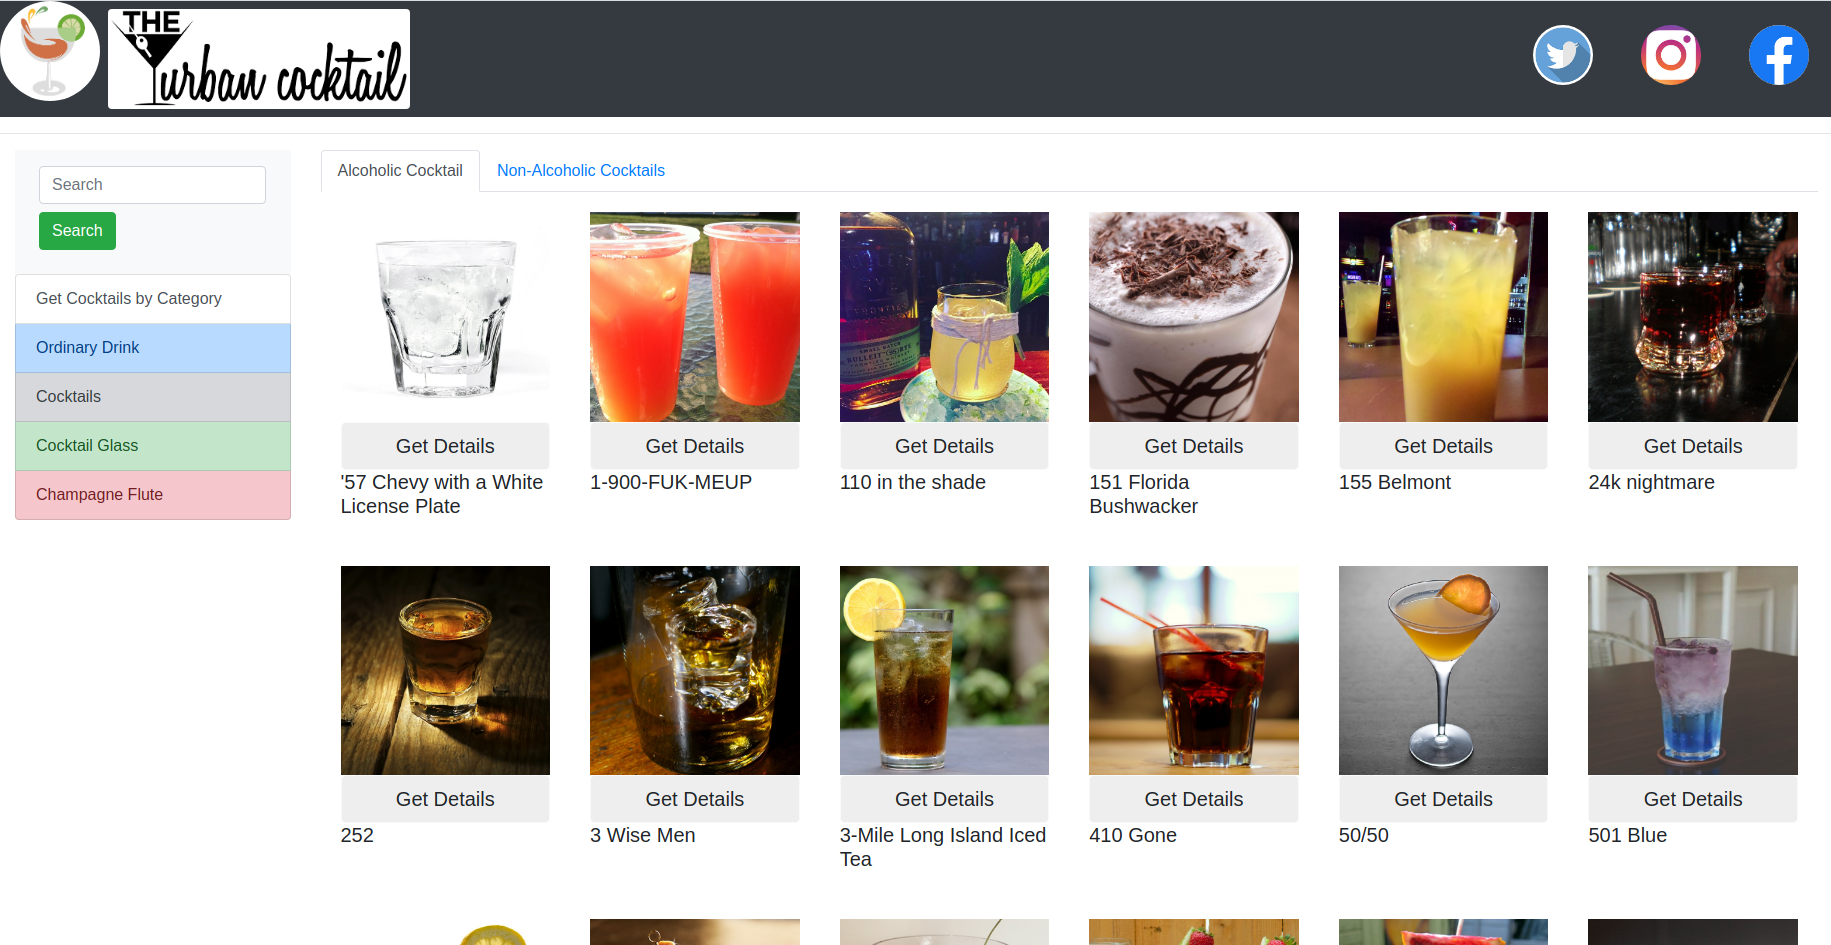 THE
urban cocktail
Search
Search
Get Cocktails by Category
Ordinary Drink
Cocktails
Cocktail Glass
Champagne Flute
Alcoholic Cocktail
Non-Alcoholic Cocktails
Get Details
Get Details
Get Details
Get Details
Get Details
Get Details
'57 Chevy with a White
License Plate
1-900-FUK-MEUP
110 in the shade
151 Florida
Bushwacker
155 Belmont
24k nightmare
Get Details
Get Details
Get Details
Get Details
Get Details
Get Details
252
3 Wise Men
3-Mile Long Island Iced
Tea
410 Gone
50/50
501 Blue